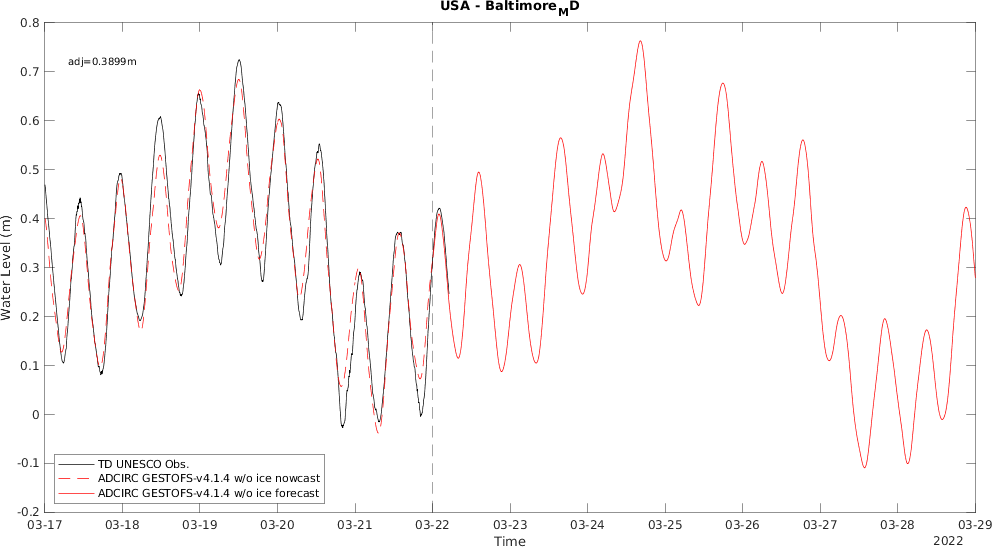 USA - Baltimore_MD
adj=0.3899m
Water Level (m)
0.8
0.7
0.6
0.5
0.4
0.3
0.2
0.1
0
-0.1
-0.2
TD UNESCO Obs.
ADCIRC GESTOFS-v4.1.4 w/o ice nowcast
ADCIRC GESTOFS-v4.1.4 w/o ice forecast
03-17 03-18 03-19 03-20 03-21 03-22 03-23 03-24 03-25 03-26 03-27 03-28 03-29
Time
2022